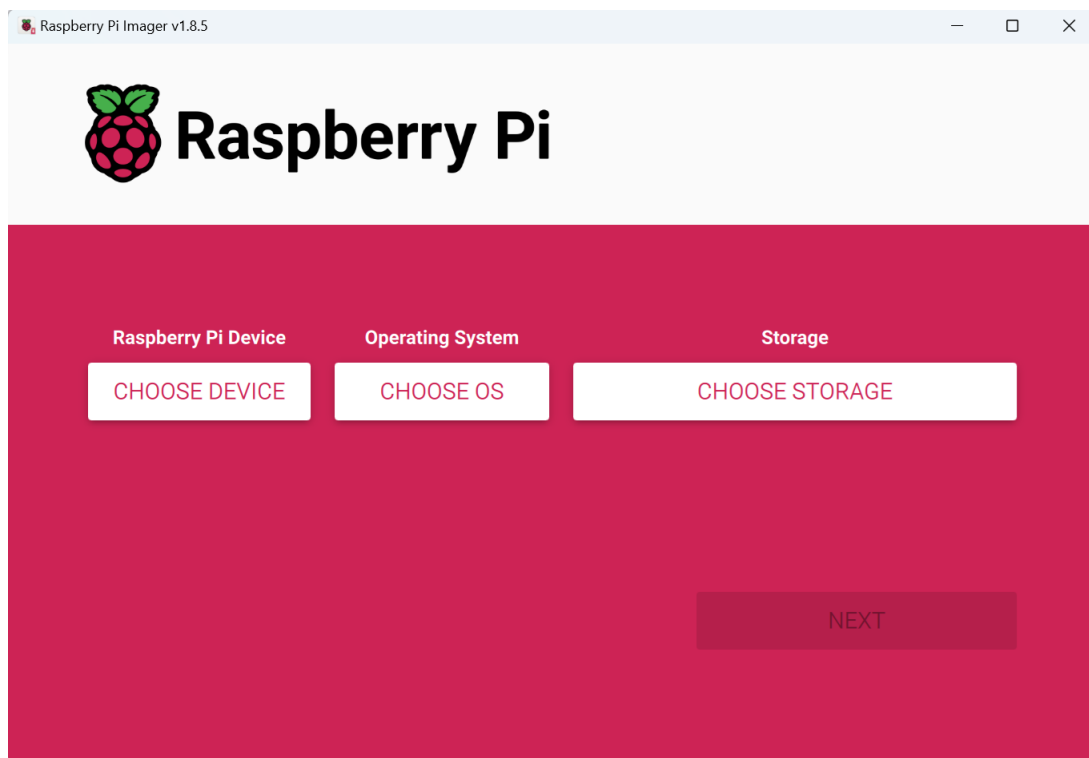 Raspberry Pi Imager v1.8.5
Raspberry Pi
Raspberry Pi Device
Operating System
Storage
CHOOSE DEVICE
CHOOSE OS
CHOOSE STORAGE
NEXT